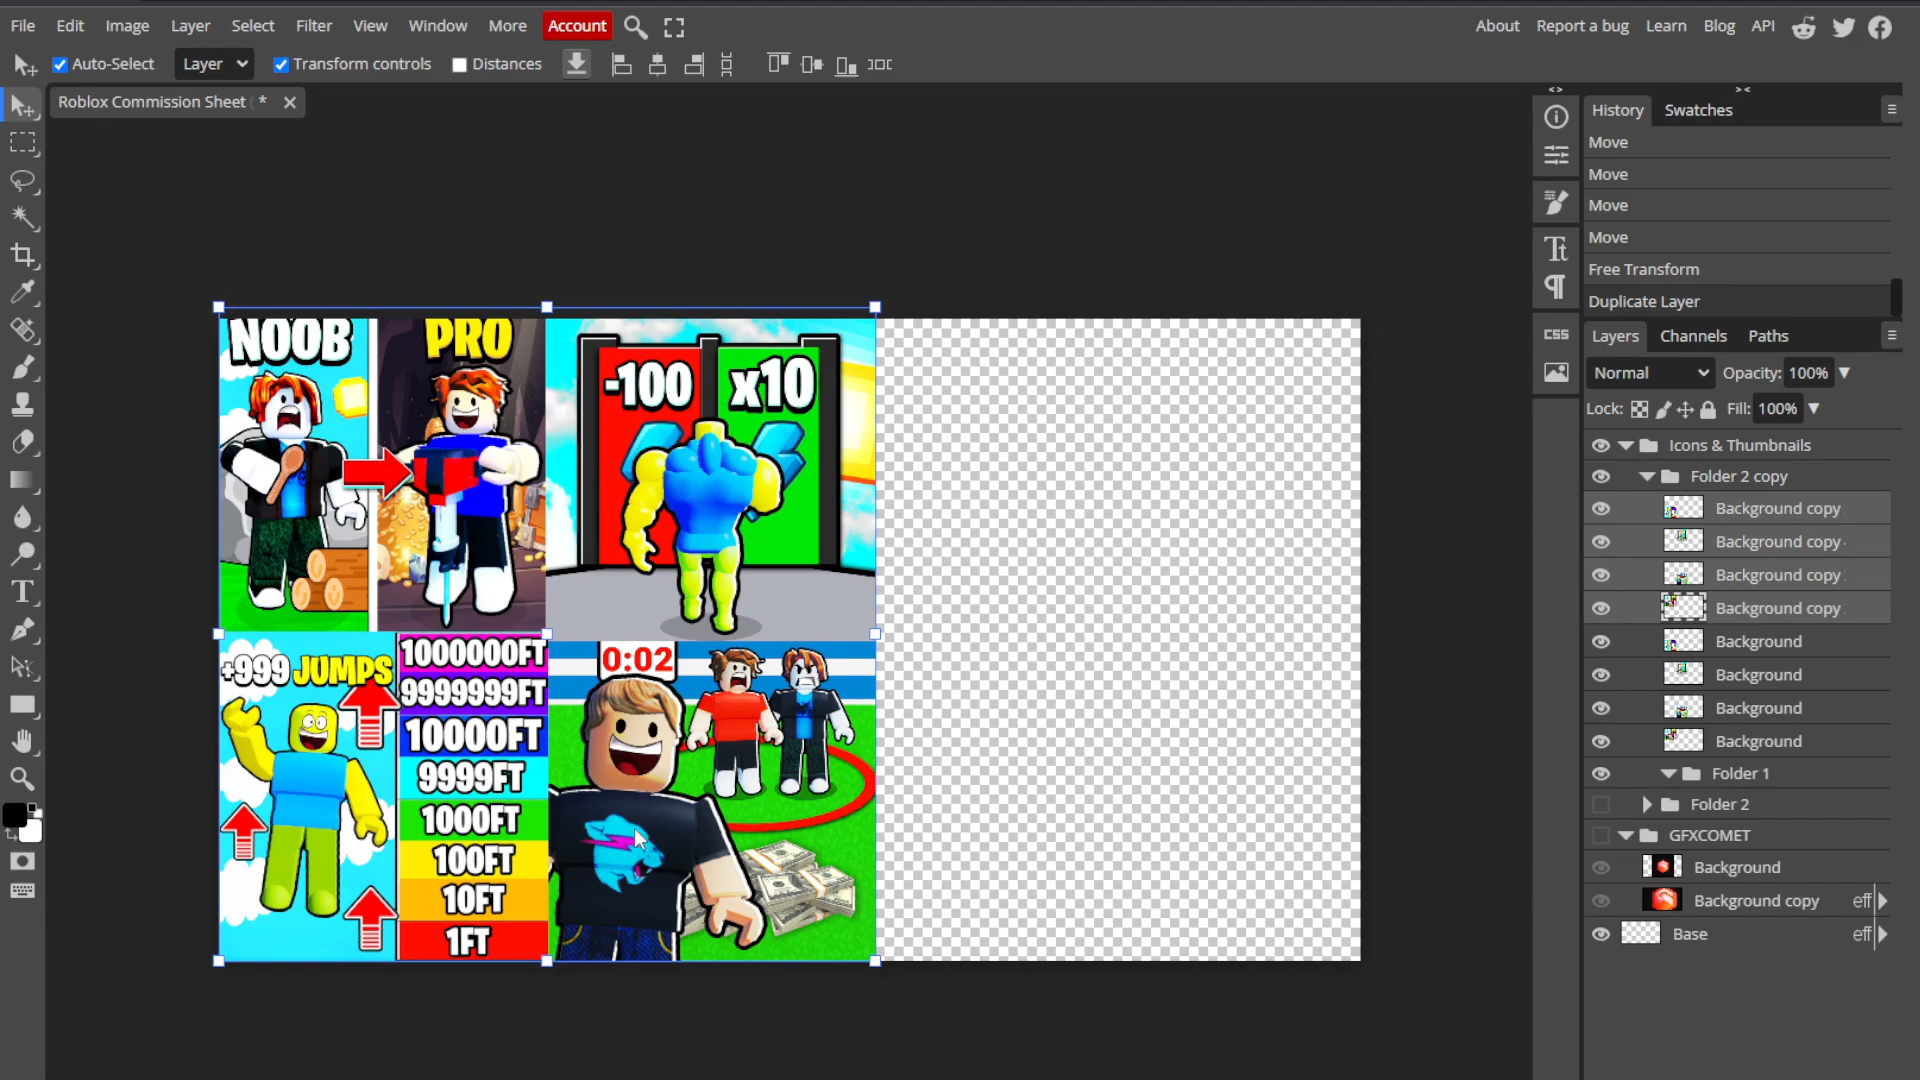 File Edit Image Layer Select Filter View Window More Account About Report a bug Learn Blog API
Auto-Select Layer Transform controls Distances
Roblox Commission Sheet * 
History Swatches
Move
Move
Move
Move
Free Transform
Duplicate Layer
Layers Channels Paths
Normal Opacity: 100%
Lock: Fill: 100%
Icons & Thumbnails
Folder 2 copy
Background copy
Background copy
Background copy
Background copy
Background
Background
Background
Background
Folder 1
Folder 2
GFXCOMET
Background
Background copy eff
Base eff
CSS
NOOB PRO
-100 x10
+999 JUMPS
1000000FT
9999999FT
10000FT
9999FT
1000FT
100FT
10FT
1FT
0:02